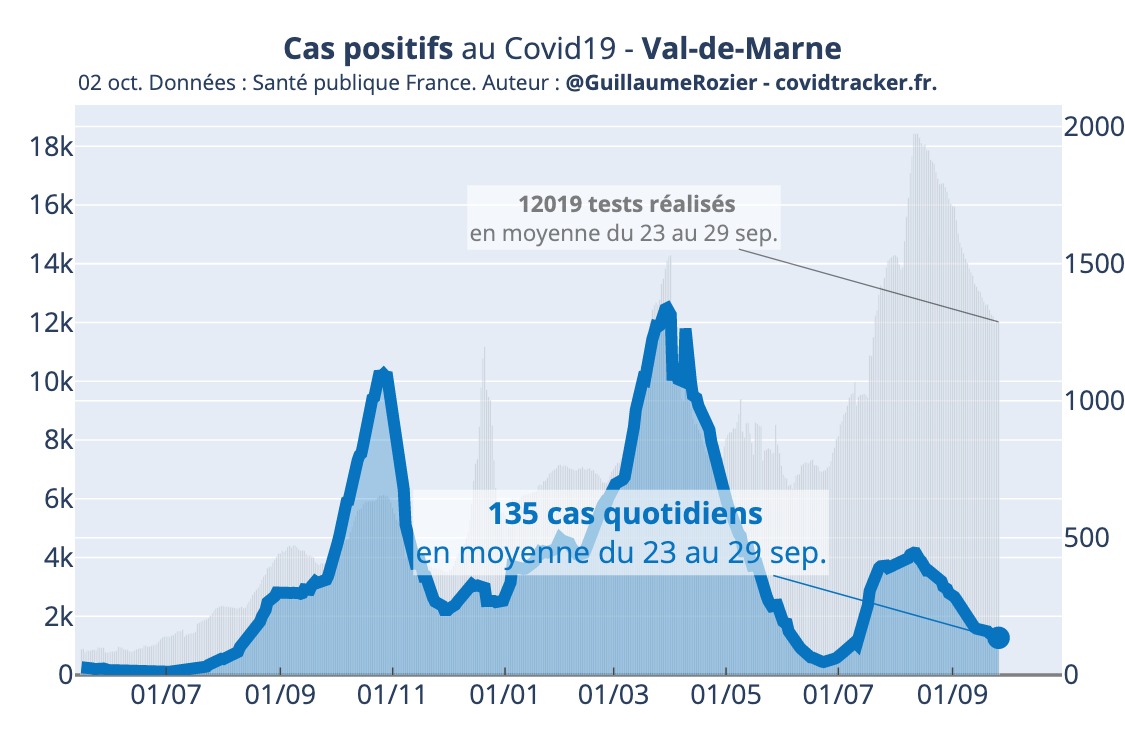 Cas positifs au Covid19 - Val-de-Marne
02 oct. Données : Santé publique France. Auteur : @GuillaumeRozier - covidtracker.fr.
2000
18k
12019 tests réalisés
en moyenne du 23 au 29 sep.
16k
14k
1500
12k
10k
1000
8k
6k
135 cas quotidiens
en moyenne du 23 au 29 sep.
500
4k
2k
0
0
01/07 01/09 01/11 01/01 01/03 01/05 01/07 01/09